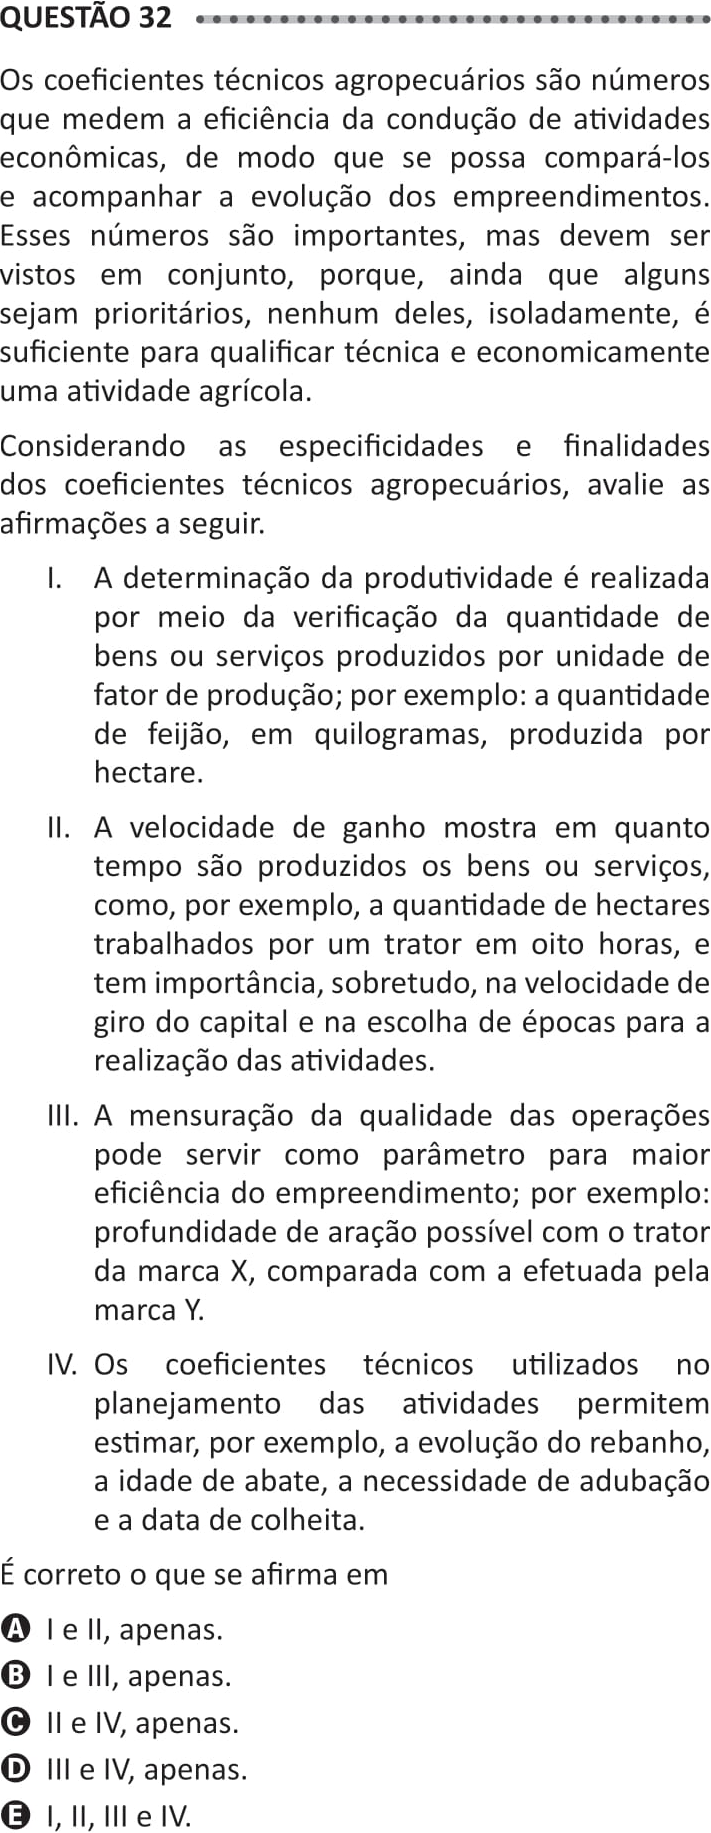 QUESTÃO 32
Os coeficientes técnicos agropecuários são números
que medem a eficiência da condução de atividades
econômicas, de modo que se possa compará-los
e acompanhar a evolução dos empreendimentos.
Esses números são importantes, mas devem ser
vistos em conjunto, porque, ainda que alguns
sejam prioritários, nenhum deles, isoladamente, é
suficiente para qualificar técnica e economicamente
uma atividade agrícola.
Considerando as especificidades e finalidades
dos coeficientes técnicos agropecuários, avalie as
afirmações a seguir.
I. A determinação da produtividade é realizada
por meio da verificação da quantidade de
bens ou serviços produzidos por unidade de
fator de produção; por exemplo: a quantidade
de feijão, em quilogramas, produzida por
hectare.
II. A velocidade de ganho mostra em quanto
tempo são produzidos os bens ou serviços,
como, por exemplo, a quantidade de hectares
trabalhados por um trator em oito horas, e
tem importância, sobretudo, na velocidade de
giro do capital e na escolha de épocas para a
realização das atividades.
III. A mensuração da qualidade das operações
pode servir como parâmetro para maior
eficiência do empreendimento; por exemplo:
profundidade de aração possível com o trator
da marca X, comparada com a efetuada pela
marca Y.
IV. Os coeficientes técnicos utilizados no
planejamento das atividades permitem
estimar, por exemplo, a evolução do rebanho,
a idade de abate, a necessidade de adubação
e a data de colheita.
É correto o que se afirma em
A I e II, apenas.
B I e III, apenas.
C II e IV, apenas.
D III e IV, apenas.
E I, II, III e IV.